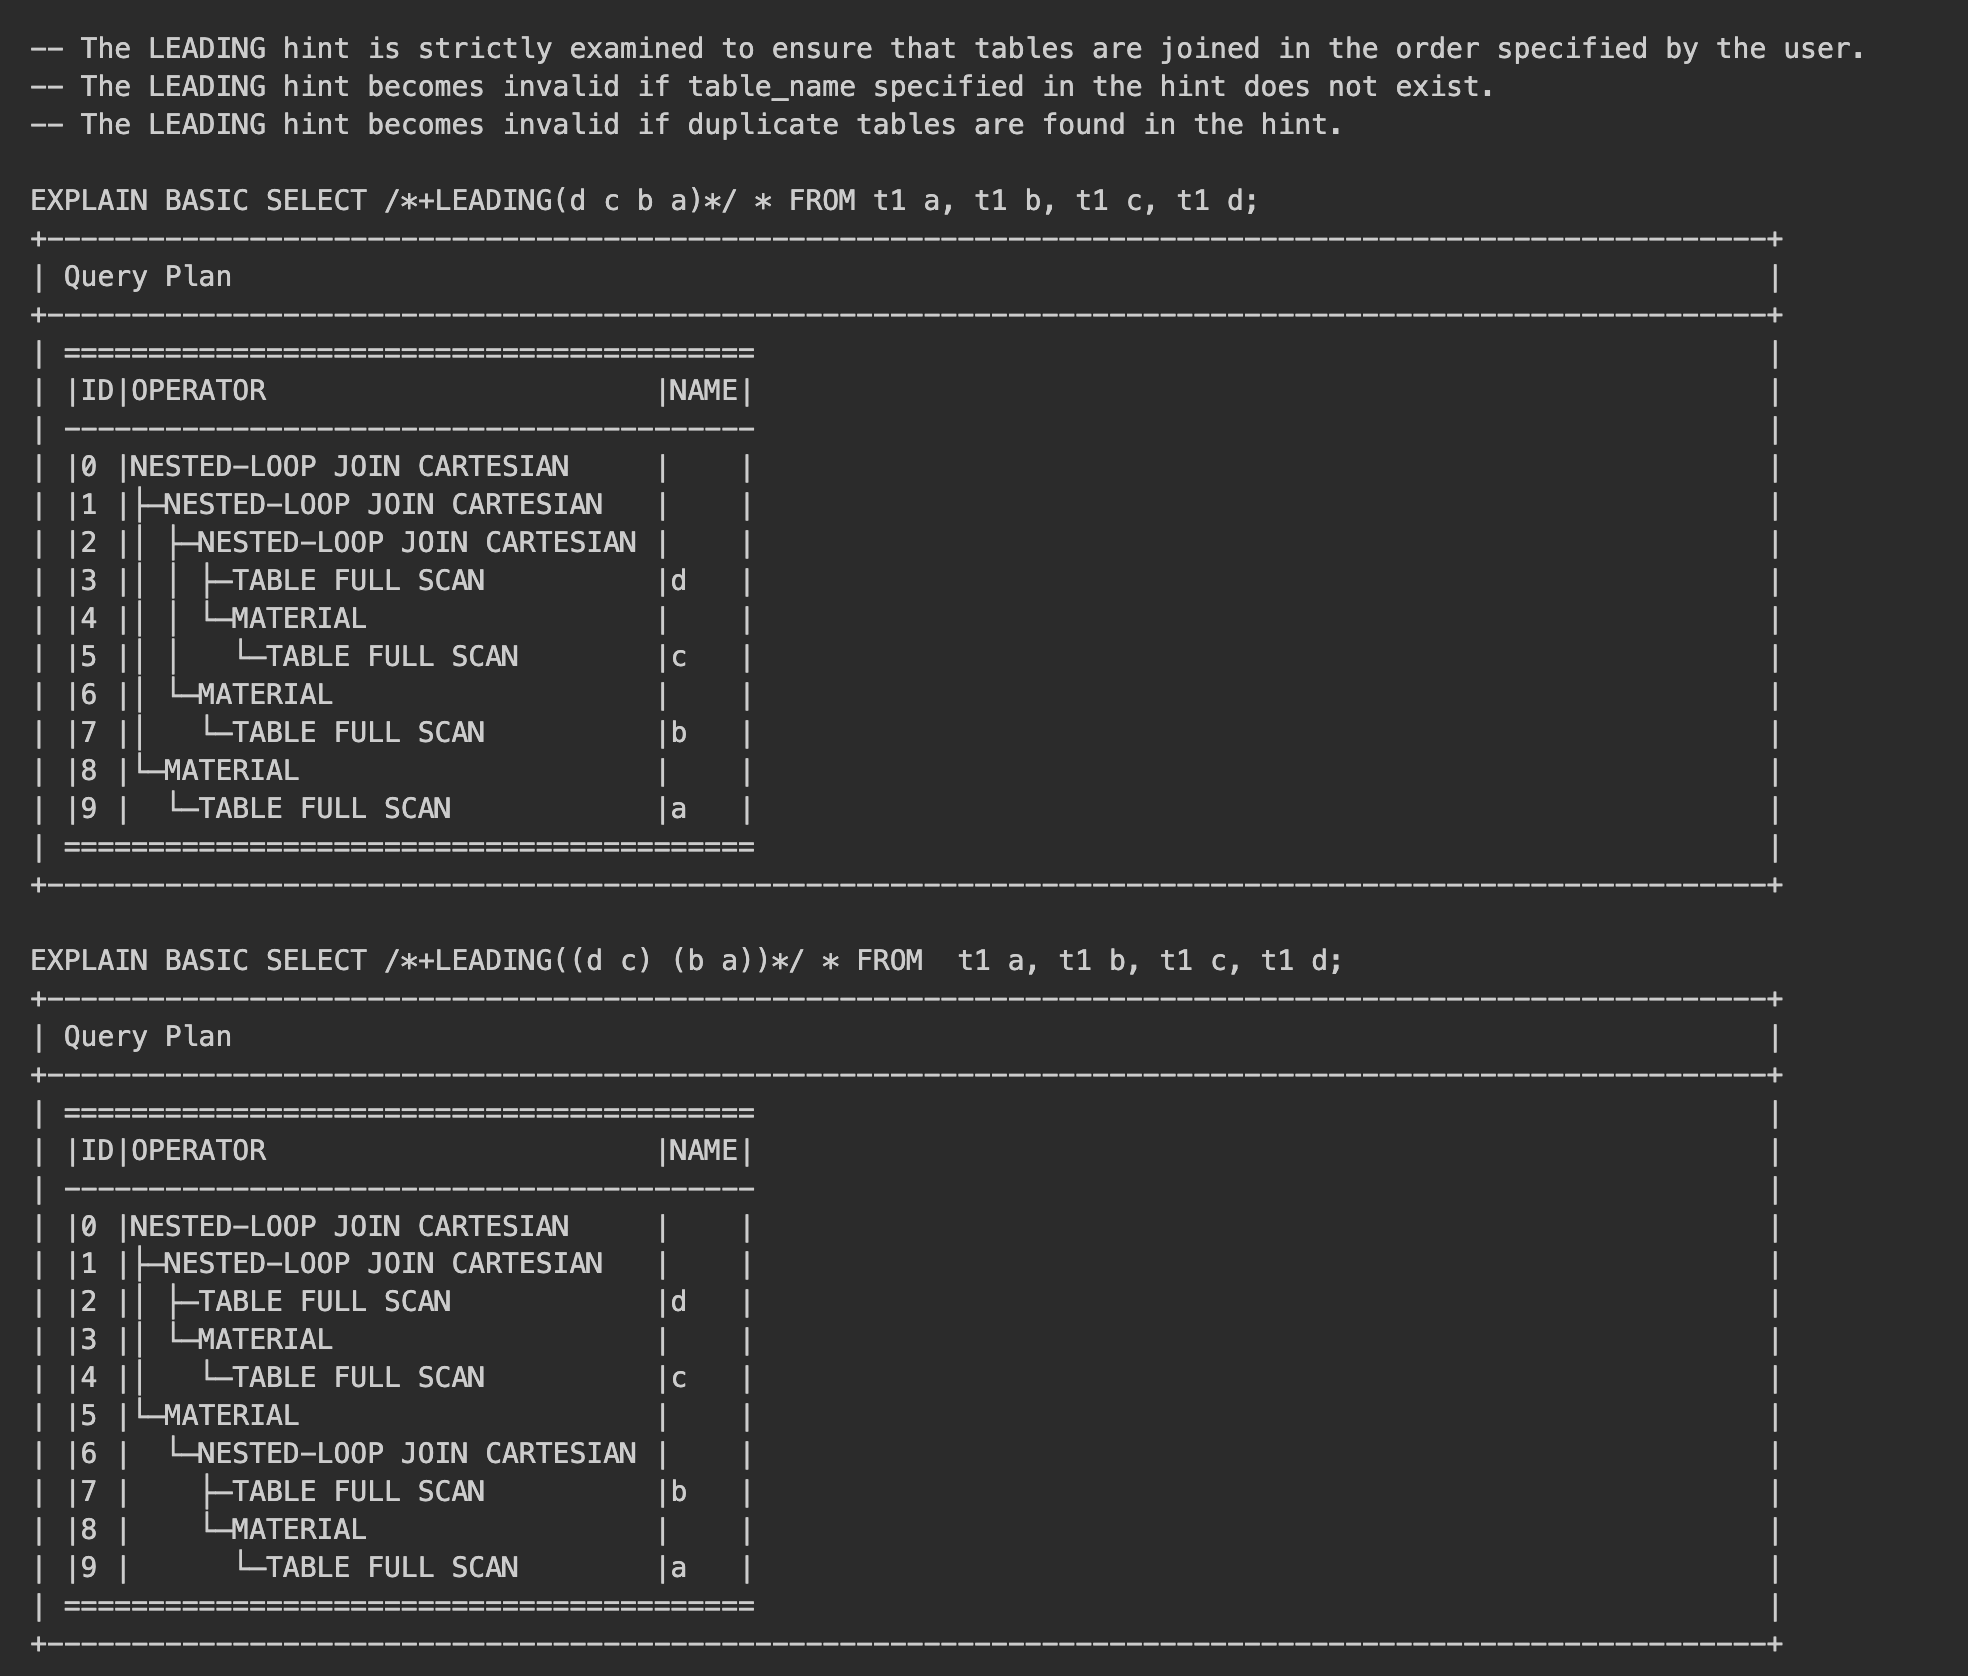 -- The LEADING hint is strictly examined to ensure that tables are joined in the order specified by the user.
-- The LEADING hint becomes invalid if table_name specified in the hint does not exist.
-- The LEADING hint becomes invalid if duplicate tables are found in the hint.

EXPLAIN BASIC SELECT /*+LEADING(d c b a)*/ * FROM t1 a, t1 b, t1 c, t1 d;
+-------------------------------------------------------------------------------------------------------+
| Query Plan                                                                                            |
+-------------------------------------------------------------------------------------------------------+
| =========================================                                                             |
| |ID|OPERATOR                       |NAME|                                                             |
| -----------------------------------------                                                             |
| |0 |NESTED-LOOP JOIN CARTESIAN     |    |                                                             |
| |1 |├─NESTED-LOOP JOIN CARTESIAN   |    |                                                             |
| |2 |│ ├─NESTED-LOOP JOIN CARTESIAN |    |                                                             |
| |3 |│ │ ├─TABLE FULL SCAN          |d   |                                                             |
| |4 |│ │ └─MATERIAL                 |    |                                                             |
| |5 |│ │   └─TABLE FULL SCAN        |c   |                                                             |
| |6 |│ └─MATERIAL                   |    |                                                             |
| |7 |│   └─TABLE FULL SCAN          |b   |                                                             |
| |8 |└─MATERIAL                     |    |                                                             |
| |9 |  └─TABLE FULL SCAN            |a   |                                                             |
| =========================================                                                             |
+-------------------------------------------------------------------------------------------------------+

EXPLAIN BASIC SELECT /*+LEADING((d c) (b a))*/ * FROM  t1 a, t1 b, t1 c, t1 d;
+-------------------------------------------------------------------------------------------------------+
| Query Plan                                                                                            |
+-------------------------------------------------------------------------------------------------------+
| =========================================                                                             |
| |ID|OPERATOR                       |NAME|                                                             |
| -----------------------------------------                                                             |
| |0 |NESTED-LOOP JOIN CARTESIAN     |    |                                                             |
| |1 |├─NESTED-LOOP JOIN CARTESIAN   |    |                                                             |
| |2 |│ ├─TABLE FULL SCAN            |d   |                                                             |
| |3 |│ └─MATERIAL                   |    |                                                             |
| |4 |│   └─TABLE FULL SCAN          |c   |                                                             |
| |5 |└─MATERIAL                     |    |                                                             |
| |6 |  └─NESTED-LOOP JOIN CARTESIAN |    |                                                             |
| |7 |    ├─TABLE FULL SCAN          |b   |                                                             |
| |8 |    └─MATERIAL                 |    |                                                             |
| |9 |      └─TABLE FULL SCAN        |a   |                                                             |
| =========================================                                                             |
+-------------------------------------------------------------------------------------------------------+